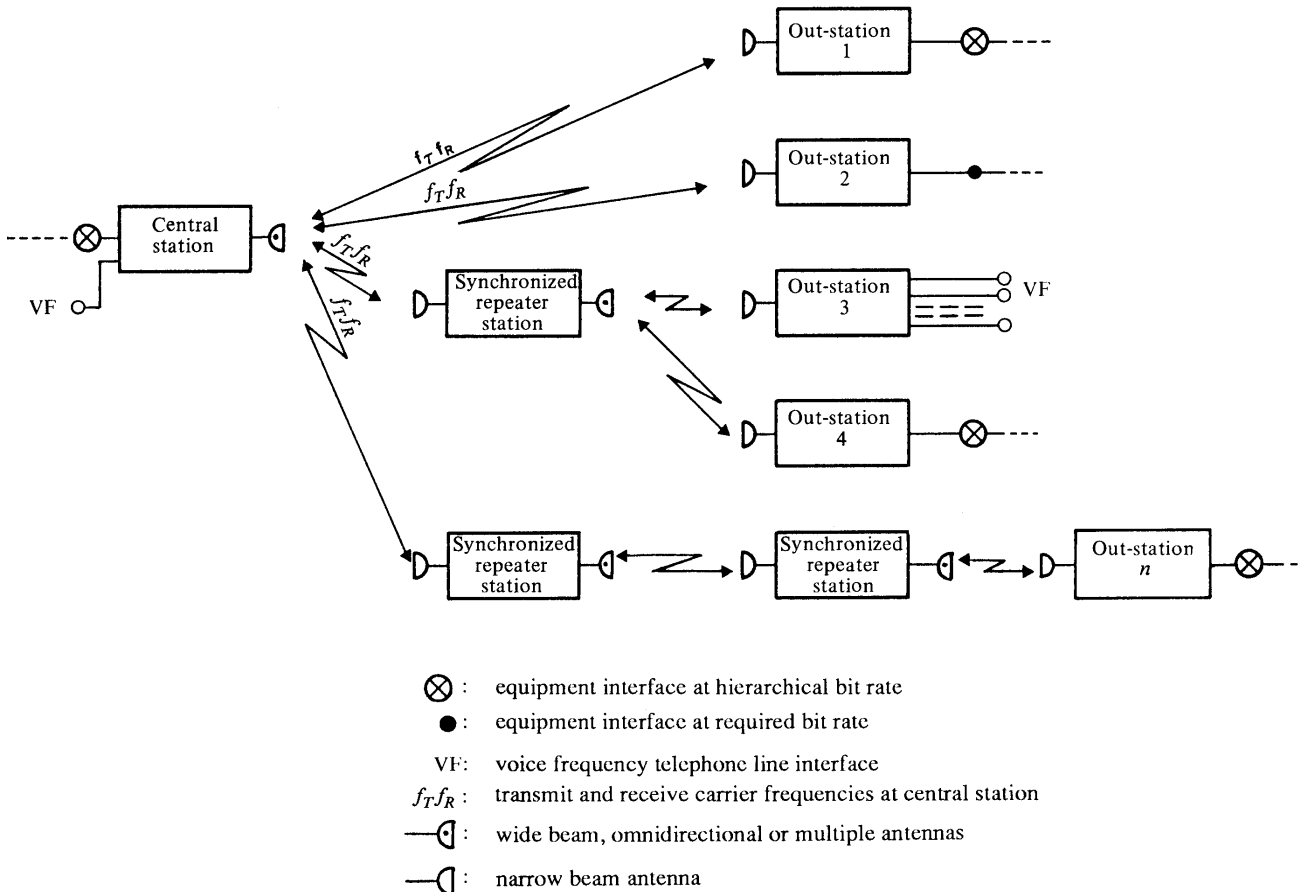 Out-station
1
f_T f_R
Out-station
2
f_T f_R
Central
station
VF
f_T f_R
f_T f_R
Synchronized
repeater
station
Out-station
3
VF
Out-station
4
Synchronized
repeater
station
Synchronized
repeater
station
Out-station
n
: equipment interface at hierarchical bit rate
: equipment interface at required bit rate
VF: voice frequency telephone line interface
f_T f_R : transmit and receive carrier frequencies at central station
: wide beam, omnidirectional or multiple antennas
: narrow beam antenna